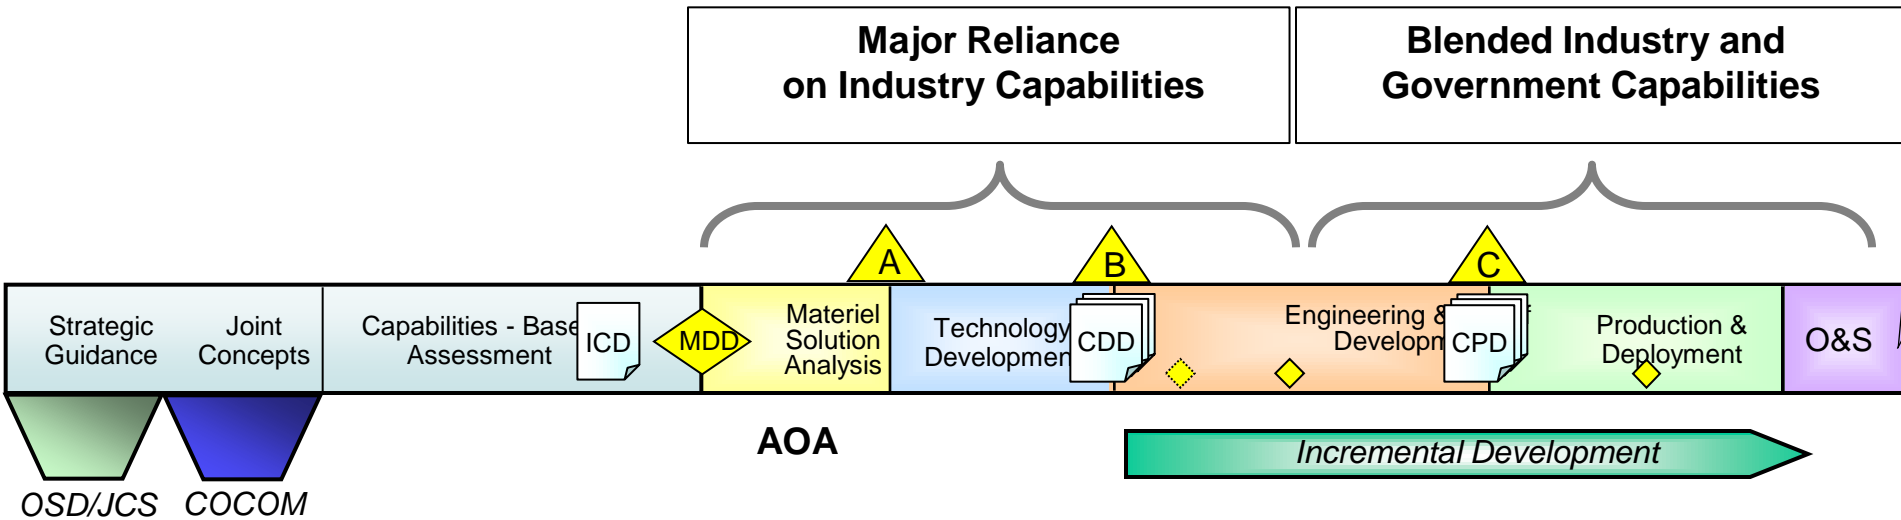 Major Reliance
on Industry Capabilities
Blended Industry and
Government Capabilities
A
B
C
Strategic
Guidance
Joint
Concepts
Capabilities - Base
Assessment
ICD
MDD
Materiel
Solution
Analysis
Technology
Developmen
CDD
Engineering &
Developm
CPD
Production &
Deployment
O&S
AOA
Incremental Development
OSD/JCS
COCOM